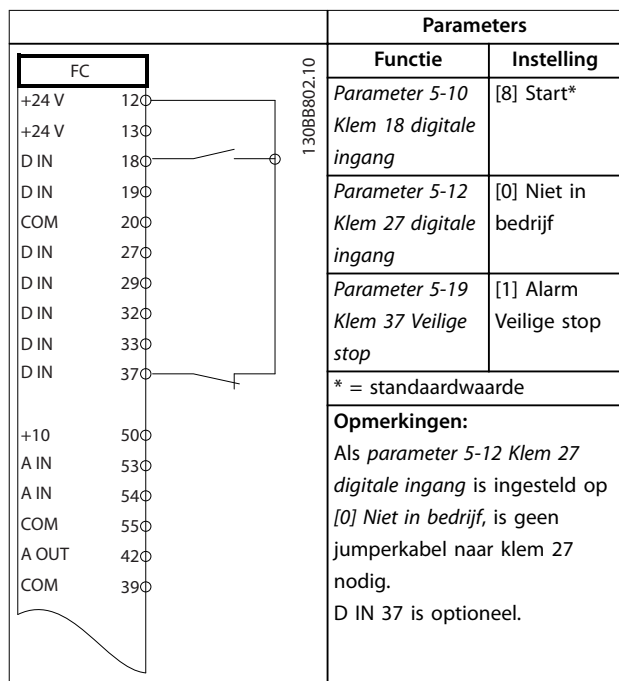 FC
+24 V 12
+24 V 13
D IN 18
D IN 19
COM 20
D IN 27
D IN 29
D IN 32
D IN 33
D IN 37
+10 50
A IN 53
A IN 54
COM 55
A OUT 42
COM 39
130BB802.10
Parameters
Functie Instelling
Parameter 5-10 [8] Start*
Klem 18 digitale
ingang
Parameter 5-12 [0] Niet in
Klem 27 digitale bedrijf
ingang
Parameter 5-19 [1] Alarm
Klem 37 Veilige Veilige stop
stop
* = standaardwaarde
Opmerkingen:
Als parameter 5-12 Klem 27
digitale ingang is ingesteld op
[0] Niet in bedrijf, is geen
jumperkabel naar klem 27
nodig.
D IN 37 is optioneel.